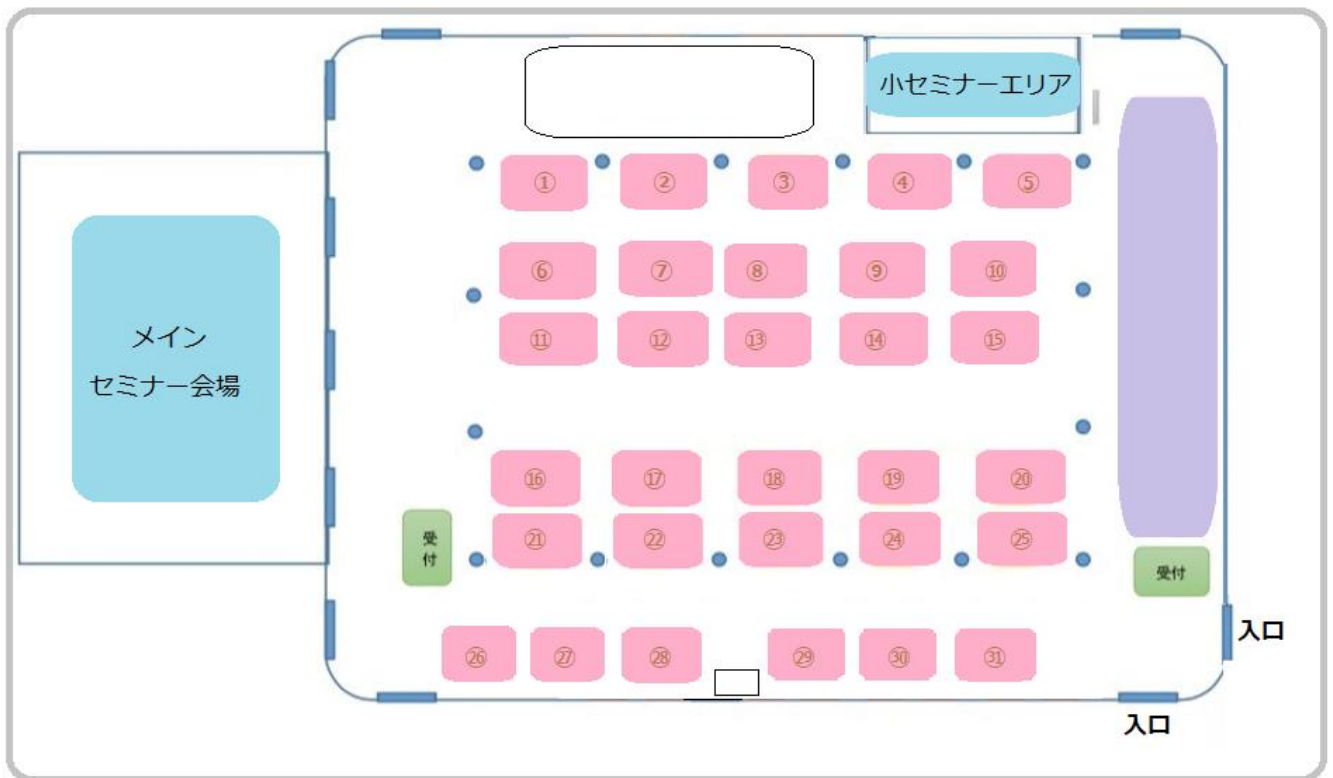 小セミナーエリア
① ② ③ ④ ⑤
⑥ ⑦ ⑧ ⑨ ⑩
メイン
セミナー会場
⑪ ⑫ ⑬ ⑭ ⑮
⑯ ⑰ ⑱ ⑲ ⑳
受
付
㉑ ㉒ ㉓ ㉔ ㉕
受付
入口
㉖ ㉗ ㉘ ㉙ ㉚ ㉛
入口